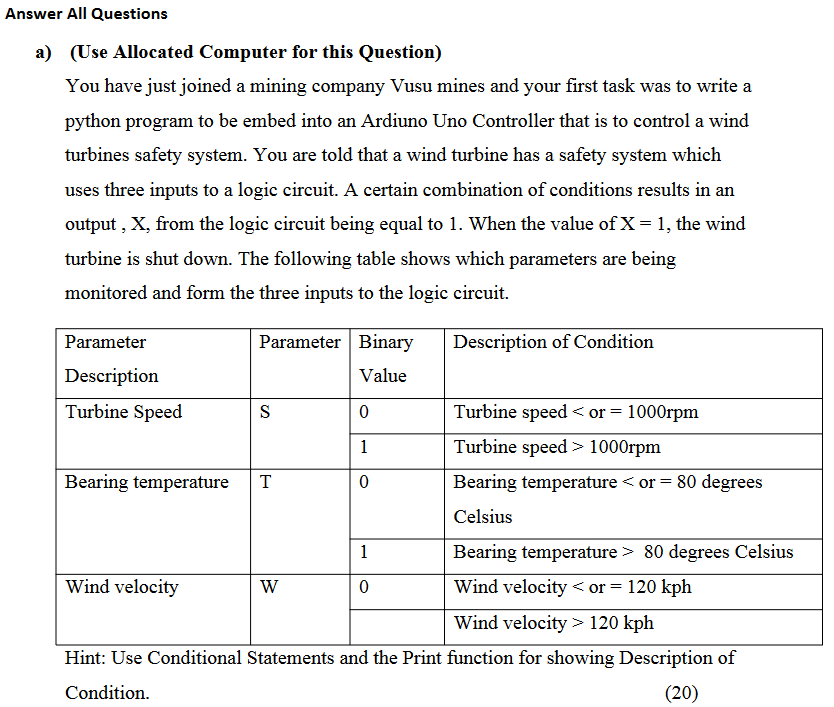 Answer All Questions
a) (Use Allocated Computer for this Question)
You have just joined a mining company Vusu mines and your first task was to write a
python program to be embed into an Ardiuno Uno Controller that is to control a wind
turbines safety system. You are told that a wind turbine has a safety system which
uses three inputs to a logic circuit. A certain combination of conditions results in an
output , X, from the logic circuit being equal to 1. When the value of X = 1, the wind
turbine is shut down. The following table shows which parameters are being
monitored and form the three inputs to the logic circuit.
Parameter Description Parameter Binary Value Description of Condition
Turbine Speed S 0 Turbine speed < or = 1000rpm
1 Turbine speed > 1000rpm
Bearing temperature T 0 Bearing temperature < or = 80 degrees
Celsius
1 Bearing temperature > 80 degrees Celsius
Wind velocity W 0 Wind velocity < or = 120 kph
Wind velocity > 120 kph
Hint: Use Conditional Statements and the Print function for showing Description of
Condition. (20)